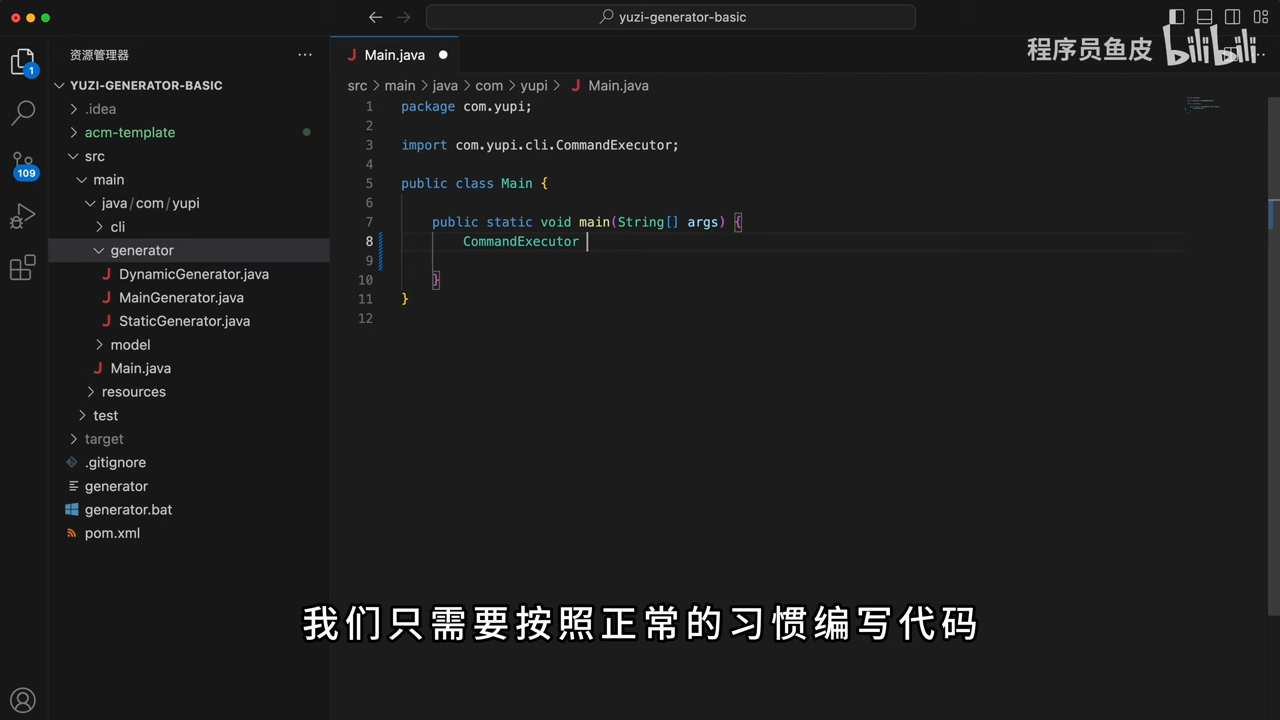 yuzi-generator-basic
资源管理器
Main.java
程序员鱼皮 bilibili
1
YUZI-GENERATOR-BASIC
src main java com yupi Main.java
.idea
acm-template
src
main
java/com/yupi
cli
generator
DynamicGenerator.java
MainGenerator.java
StaticGenerator.java
model
Main.java
resources
test
target
.gitignore
generator
generator.bat
pom.xml
109
1 package com.yupi;
2
3 import com.yupi.cli.CommandExecutor;
4
5 public class Main {
6
7 public static void main(String[] args) {
8 CommandExecutor
9
10 }
11 }
12
我们只需要按照正常的习惯编写代码